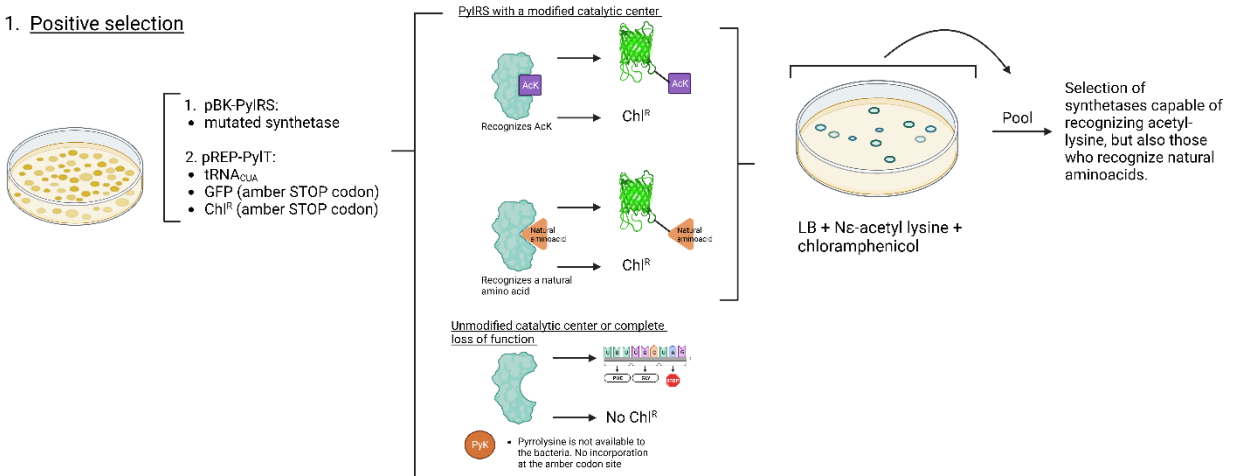 1. Positive selection
1. pBK-PylRS:
• mutated synthetase
2. pREP-PylT:
• tRNACUA
• GFP (amber STOP codon)
• ChlR (amber STOP codon)
PylRS with a modified catalytic center
AcK
Recognizes AcK
AcK
ChlR
Natural
aminoacid
Recognizes a natural
amino acid
Natural
aminoacid
ChlR
Unmodified catalytic center or complete
loss of function
PHE
GLY
STOP
No ChlR
PyK
• Pyrrolysine is not available to
the bacteria. No incorporation
at the amber codon site
LB + Nε-acetyl lysine +
chloramphenicol
Pool
Selection of
synthetases capable of
recognizing acetyl-
lysine, but also those
who recognize natural
aminoacids.